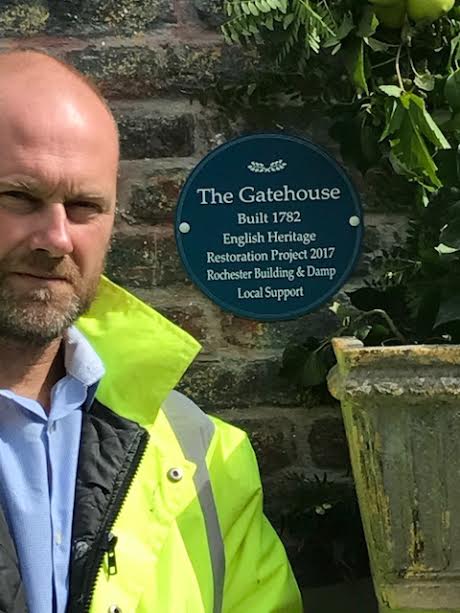 The Gatehouse
Built 1782
English Heritage
Restoration Project 2017
Rochester Building & Damp
Local Support